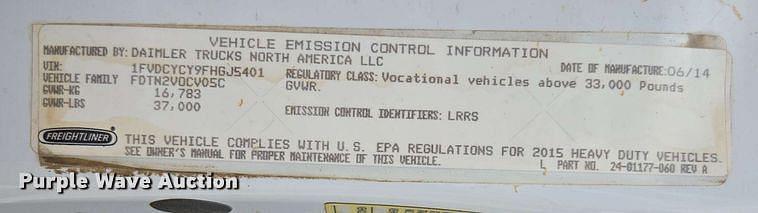 VEHICLE EMISSION CONTROL INFORMATION
MANUFACTURED BY: DAIMLER TRUCKS NORTH AMERICA LLC
DATE OF MANUFACTURE: 06/14
VIN: 1FVDCYCY9FHGJ5401
REGULATORY CLASS: Vocational vehicles above 33,000 Pounds
VEHICLE FAMILY FDTN2VOCV05C
GVWR.
GVWR-KG 16,783
GVWR-LBS 37,000
EMISSION CONTROL IDENTIFIERS: LRRS
FREIGHTLINER
THIS VEHICLE COMPLIES WITH U.S. EPA REGULATIONS FOR 2015 HEAVY DUTY VEHICLES.
SEE OWNER'S MANUAL FOR PROPER MAINTENANCE OF THIS VEHICLE.
L PART NO. 24-01177-060 REV A
Purple Wave Auction